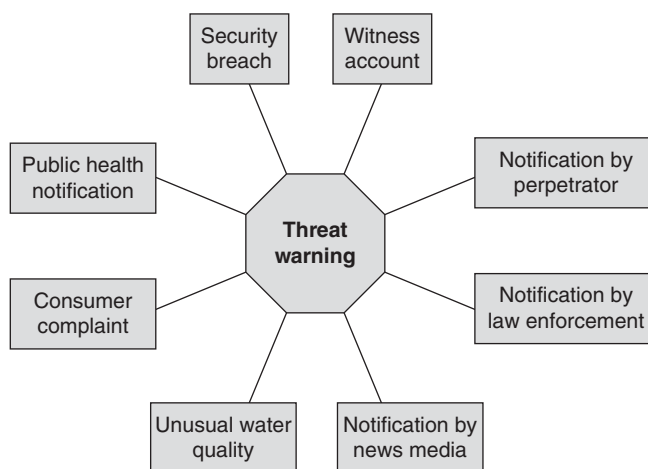 Security
breach
Witness
account
Public health
notification
Notification by
perpetrator
Threat
warning
Consumer
complaint
Notification by
law enforcement
Unusual water
quality
Notification by
news media